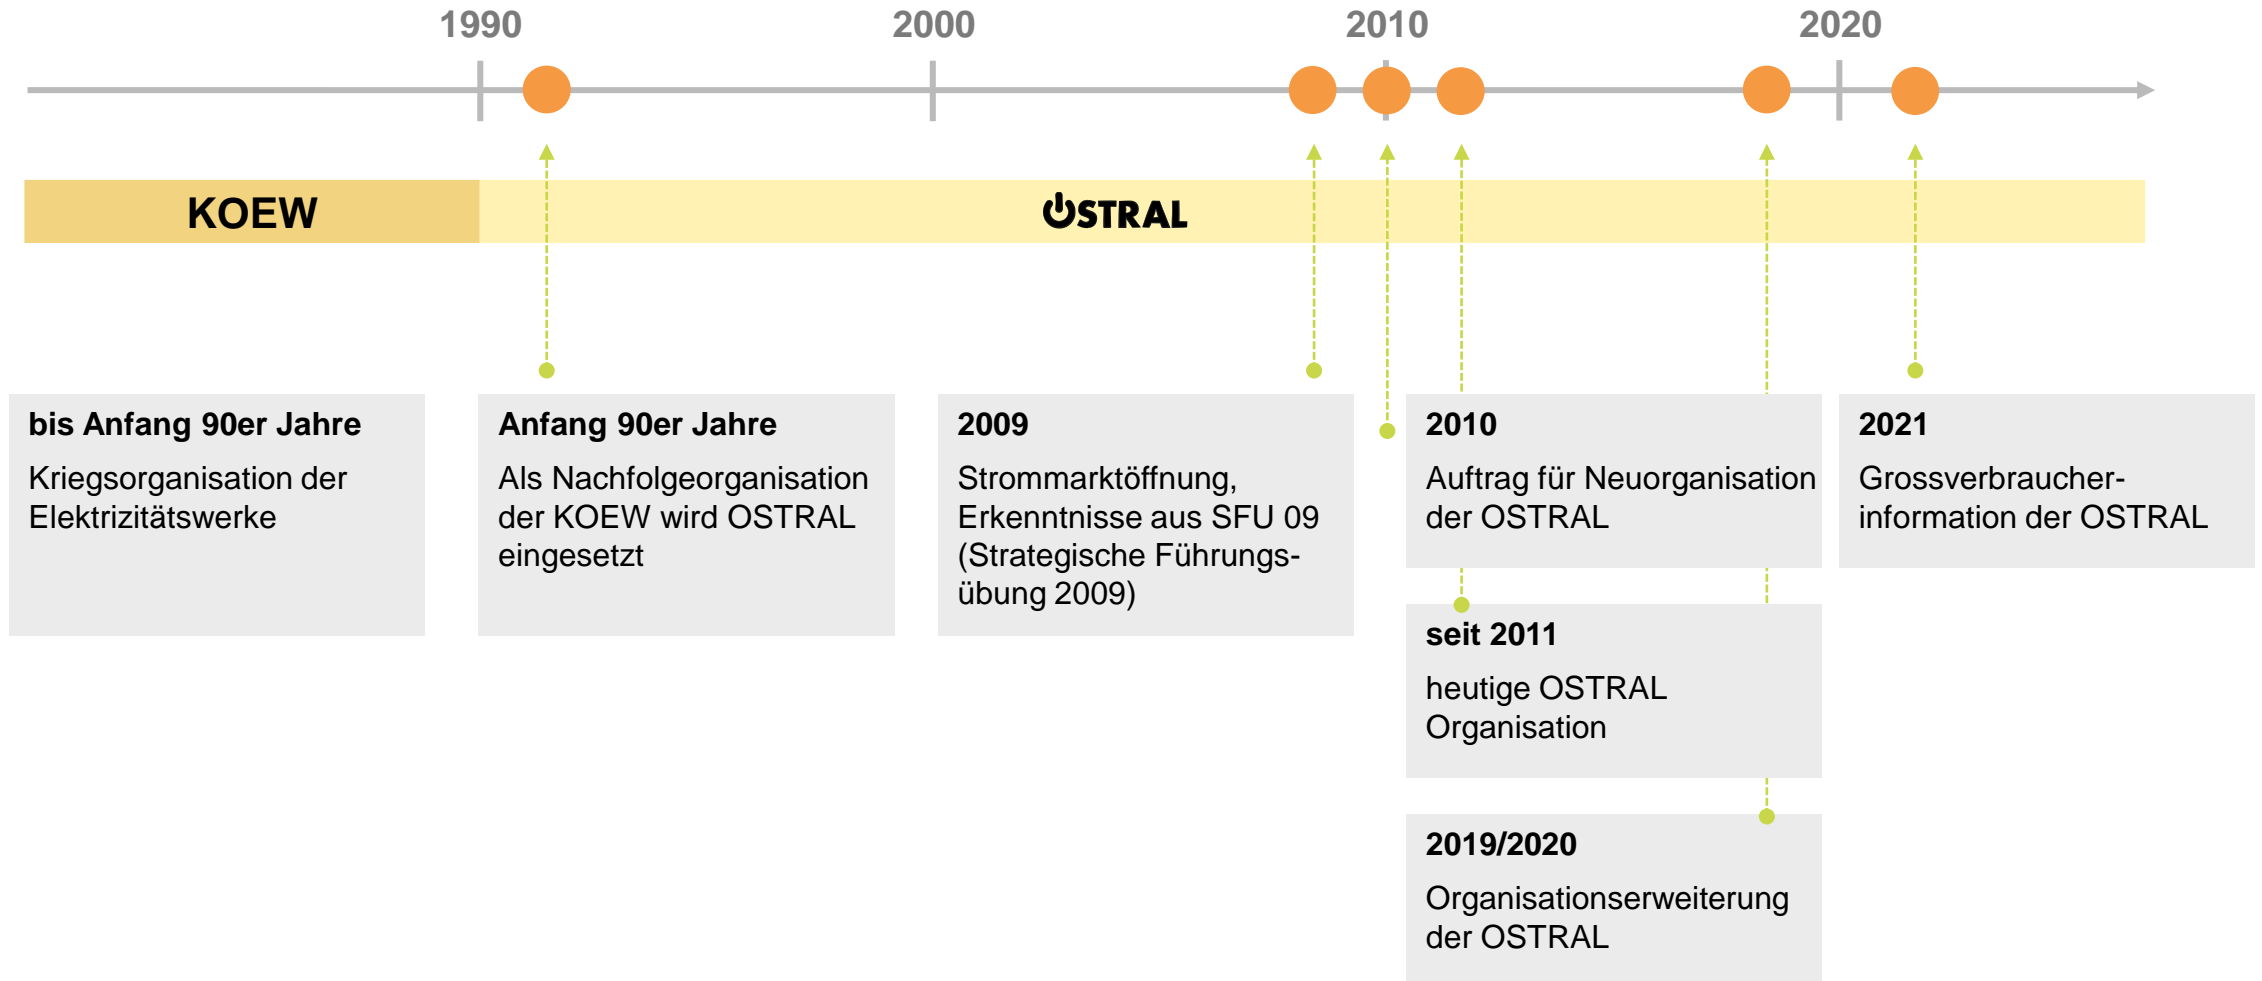 1990
2000
2010
2020
KOEW
OSTRAL
bis Anfang 90er Jahre
Kriegsorganisation der
Elektrizitätswerke
Anfang 90er Jahre
Als Nachfolgeorganisation
der KOEW wird OSTRAL
eingesetzt
2009
Strommarktöffnung,
Erkenntnisse aus SFU 09
(Strategische Führungs-
übung 2009)
2010
Auftrag für Neuorganisation
der OSTRAL
seit 2011
heutige OSTRAL
Organisation
2019/2020
Organisationserweiterung
der OSTRAL
2021
Grossverbraucher-
information der OSTRAL